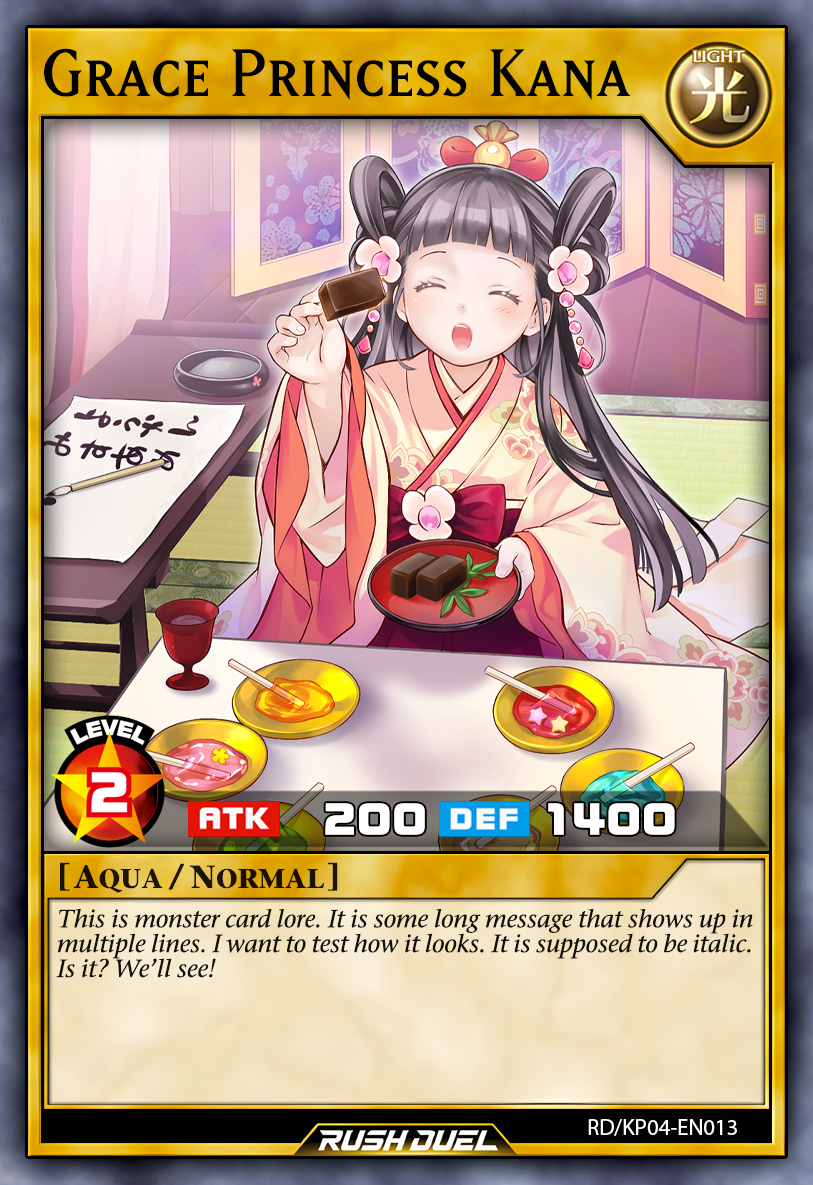 Grace Princess Kana
LIGHT
光
LEVEL
2
ATK 200 DEF 1400
[Aqua / Normal]
This is monster card lore. It is some long message that shows up in
multiple lines. I want to test how it looks. It is supposed to be italic.
Is it? We'll see!
RUSH DUEL
RD/KP04-EN013